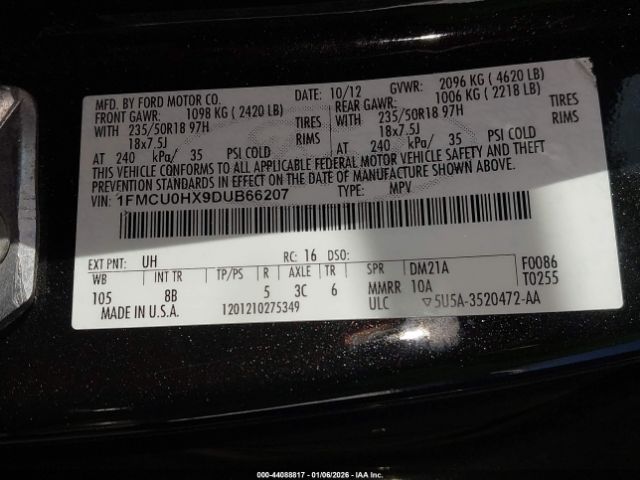 MFD. BY FORD MOTOR CO. DATE: 10/12 GVWR: 2096 KG ( 4620 LB)
FRONT GAWR: 1098 KG ( 2420 LB) REAR GAWR: 1006 KG ( 2218 LB)
WITH 235/50R18 97H TIRES WITH 235/50R18 97H TIRES
18x7.5J RIMS 18x7.5J RIMS
AT 240 kPa/ 35 PSI COLD AT 240 kPa/ 35 PSI COLD
THIS VEHICLE CONFORMS TO ALL APPLICABLE FEDERAL MOTOR VEHICLE SAFETY AND THEFT
PREVENTION STANDARDS IN EFFECT ON THE DATE OF MANUFACTURE SHOWN ABOVE.
VIN: 1FMCU0HX9DUB66207 TYPE: MPV
EXT PNT: UH RC: 16 DSO: F0086
WB INT TR TP/PS R AXLE TR SPR DM21A T0255
105 8B 5 3C 6 MMRR 10A
MADE IN U.S.A. 1201210275349 ULC ▽5U5A-3520472-AA
000-44088817 - 01/06/2026 - IAA Inc.